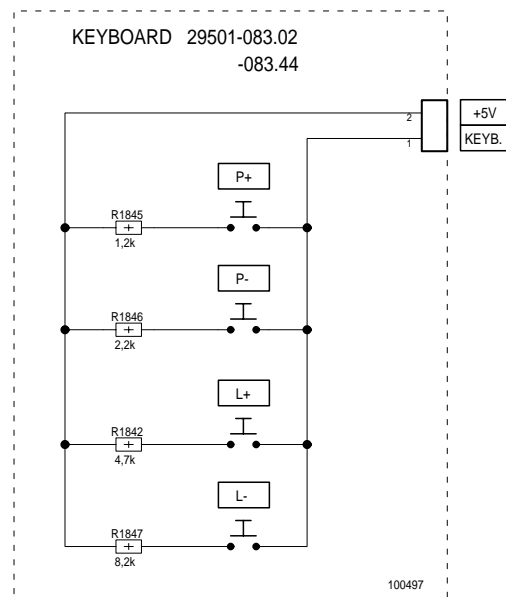 KEYBOARD 29501-083.02
-083.44
2
+5V
1
KEYB.
P+
R1845
1,2k
P-
R1846
2,2k
L+
R1842
4,7k
L-
R1847
8,2k
100497